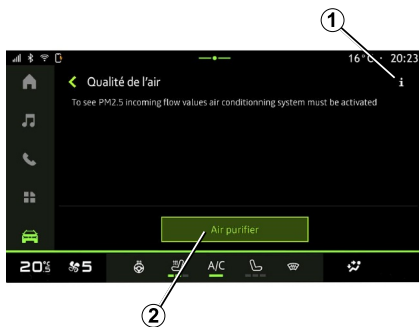 1
16°C · 20:23
Qualité de l'air
i
To see PM2.5 incoming flow values air conditionning system must be activated
Air purifier
20°5
5
A/C
2